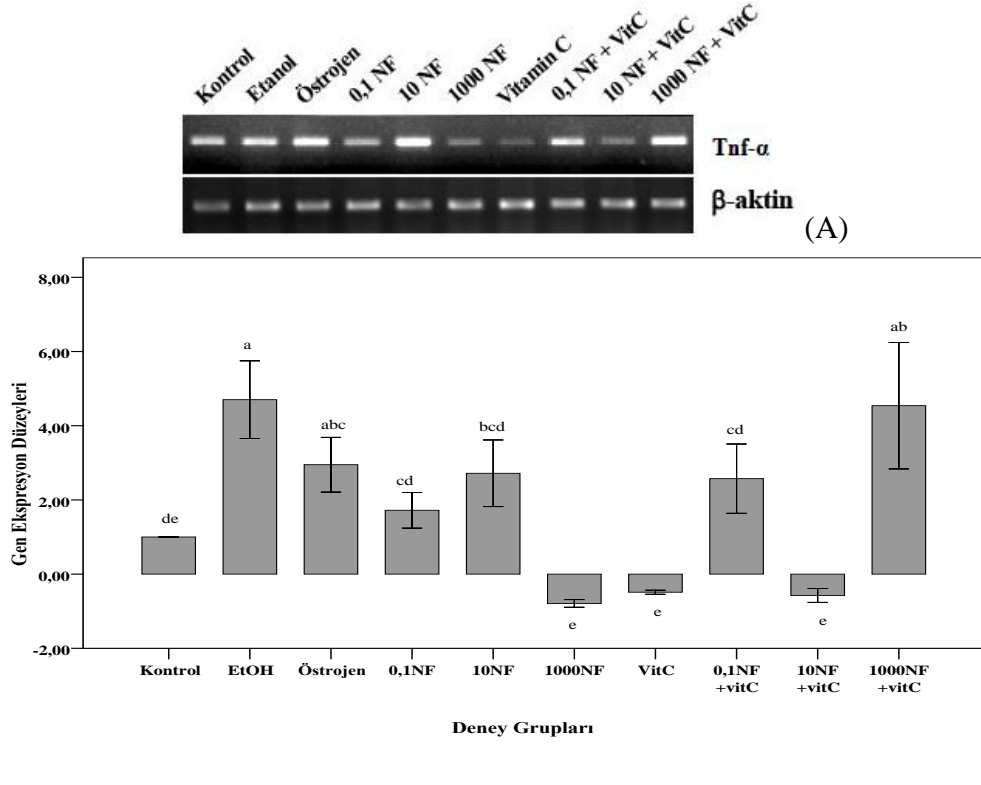 Kontrol
Etanol
Östrojen
0,1 NF
10 NF
1000 NF
Vitamin C
0,1 NF + VitC
10 NF + VitC
1000 NF + VitC
Tnf-α
β-aktin
(A)
8,00
6,00
4,00
2,00
0,00
-2,00
Gen Ekspresyon Düzeyleri
de
a
abc
cd
bcd
e
e
cd
e
ab
Kontrol
EtOH
Östrojen
0,1NF
10NF
1000NF
VitC
0,1NF
+vitC
10NF
+vitC
1000NF
+vitC
Deney Grupları